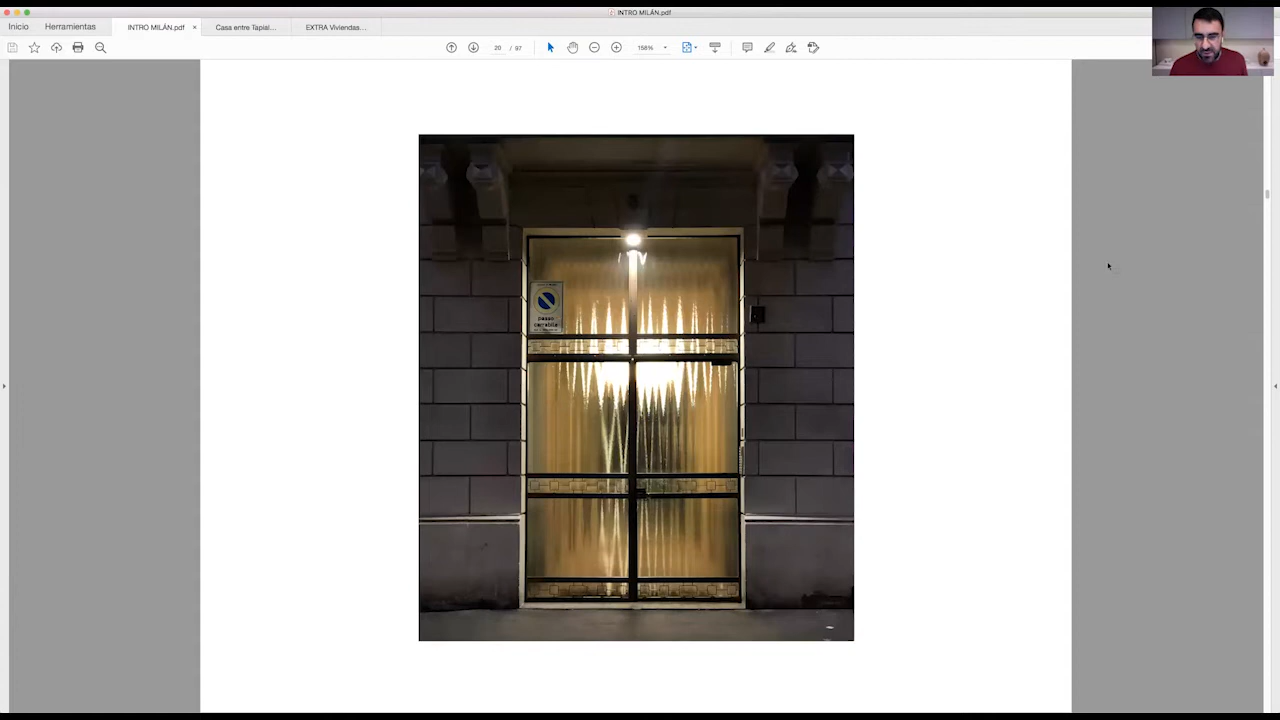 INTRO MILÁN.pdf
Inicio
Herramientas
INTRO MILÁN.pdf ×
Casa entre Tapial...
EXTRA Viviendas...
20 / 97
158%
passo
carrabile